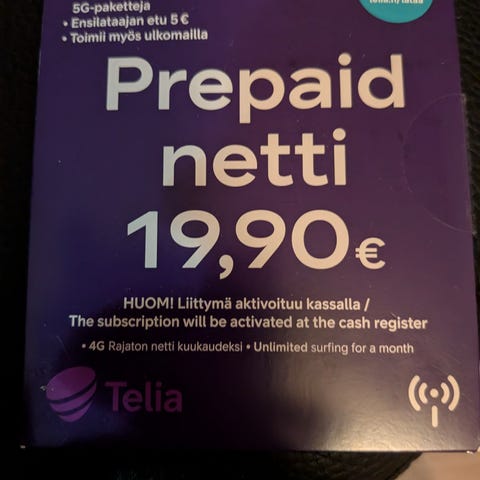 5G-paketteja
• Ensilataajan etu 5 €
• Toimii myös ulkomailla
Prepaid
netti
19,90€
HUOM! Liittymä aktivoituu kassalla /
The subscription will be activated at the cash register
• 4G Rajaton netti kuukaudeksi • Unlimited surfing for a month
Telia